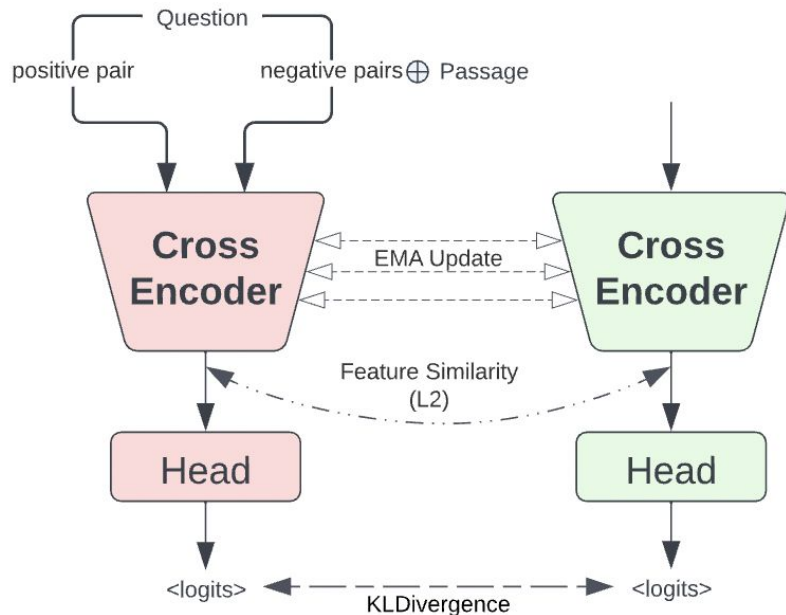 Question
positive pair
negative pairs ⊕ Passage
Cross
Encoder
EMA Update
Cross
Encoder
Feature Similarity
(L2)
Head
Head
<logits>
<logits>
KLDivergence